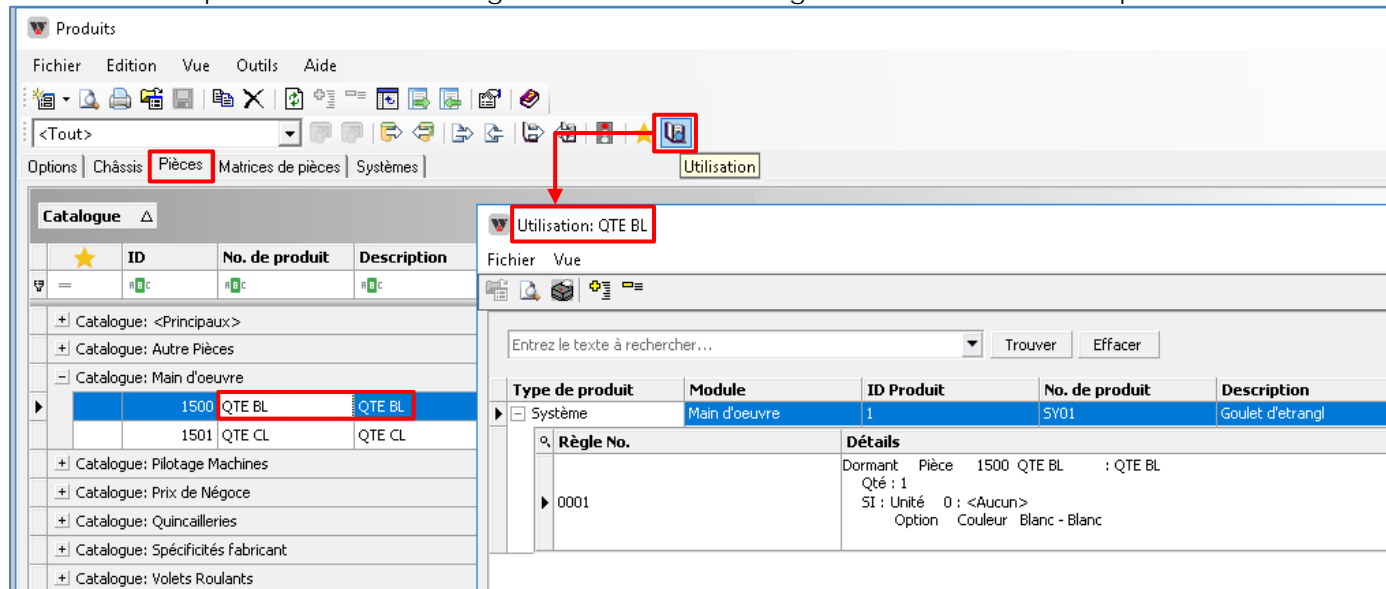 Produits
Fichier Edition Vue Outils Aide
<Tout>
Utilisation
Options Châssis Pièces Matrices de pièces Systèmes
Catalogue
ID No. de produit Description
= ABC ABC ABC
Catalogue: <Principaux>
Catalogue: Autre Pièces
Catalogue: Main d'oeuvre
1500 QTE BL QTE BL
1501 QTE CL QTE CL
Catalogue: Pilotage Machines
Catalogue: Prix de Négoce
Catalogue: Quincailleries
Catalogue: Spécificités fabricant
Catalogue: Volets Roulants
Utilisation: QTE BL
Fichier Vue
Entrez le texte à rechercher...
Trouver Effacer
Type de produit Module ID Produit No. de produit Description
Système Main d'oeuvre 1 SY01 Goulet d'etrangl
Règle No. Détails
0001
Dormant Pièce 1500 QTE BL : QTE BL
Qté : 1
SI : Unité 0 : <Aucun>
Option Couleur Blanc - Blanc